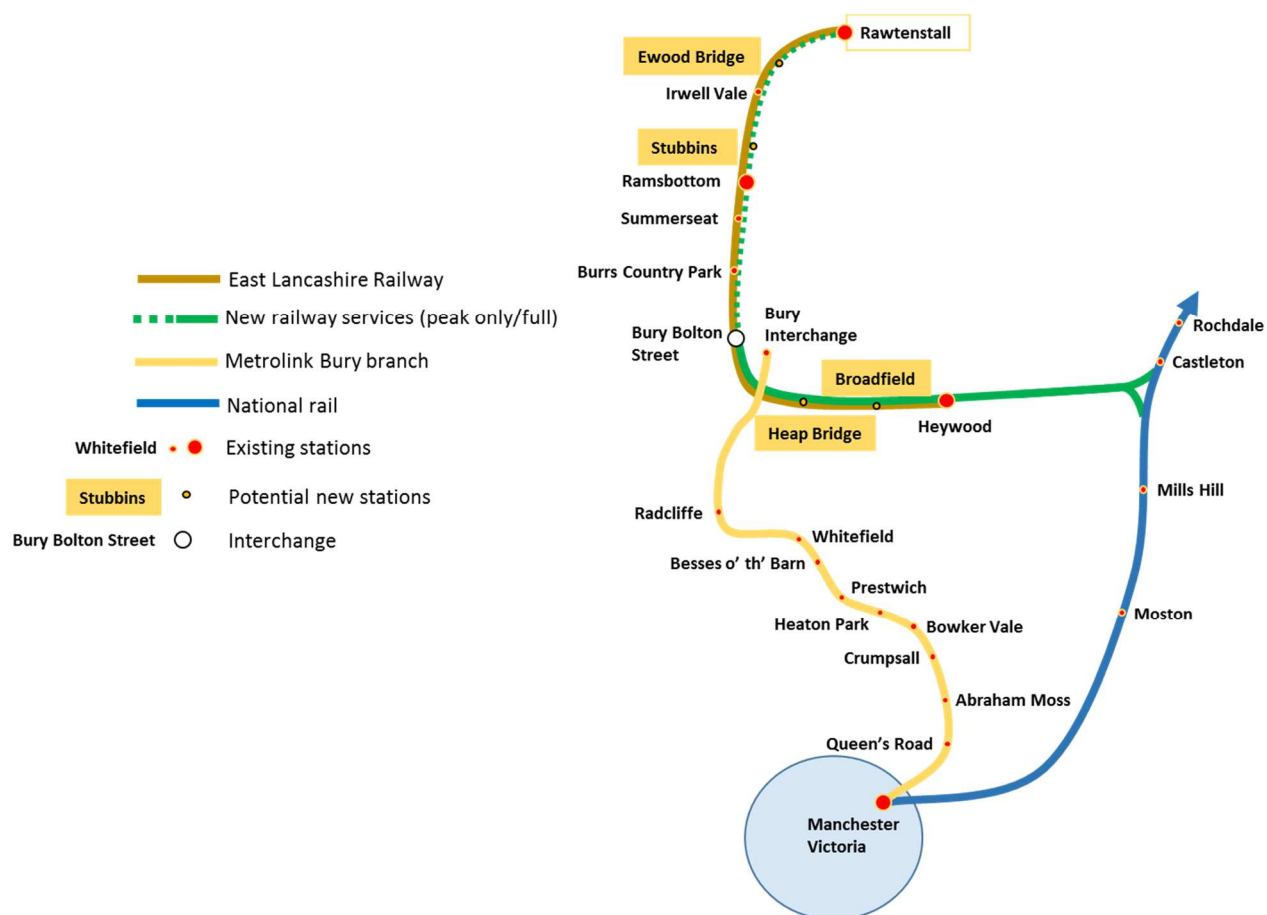 Rawtenstall
Ewood Bridge
Irwell Vale
Stubbins
Ramsbottom
Summerseat
Burrs Country Park
Bury Bolton
Street
Bury
Interchange
Broadfield
Heap Bridge
Heywood
Rochdale
Castleton
Mills Hill
Moston
Radcliffe
Whitefield
Besses o’ th’ Barn
Prestwich
Heaton Park
Bowker Vale
Crumpsall
Abraham Moss
Queen’s Road
Manchester
Victoria
East Lancashire Railway
New railway services (peak only/full)
Metrolink Bury branch
National rail
Whitefield Existing stations
Stubbins Potential new stations
Bury Bolton Street Interchange